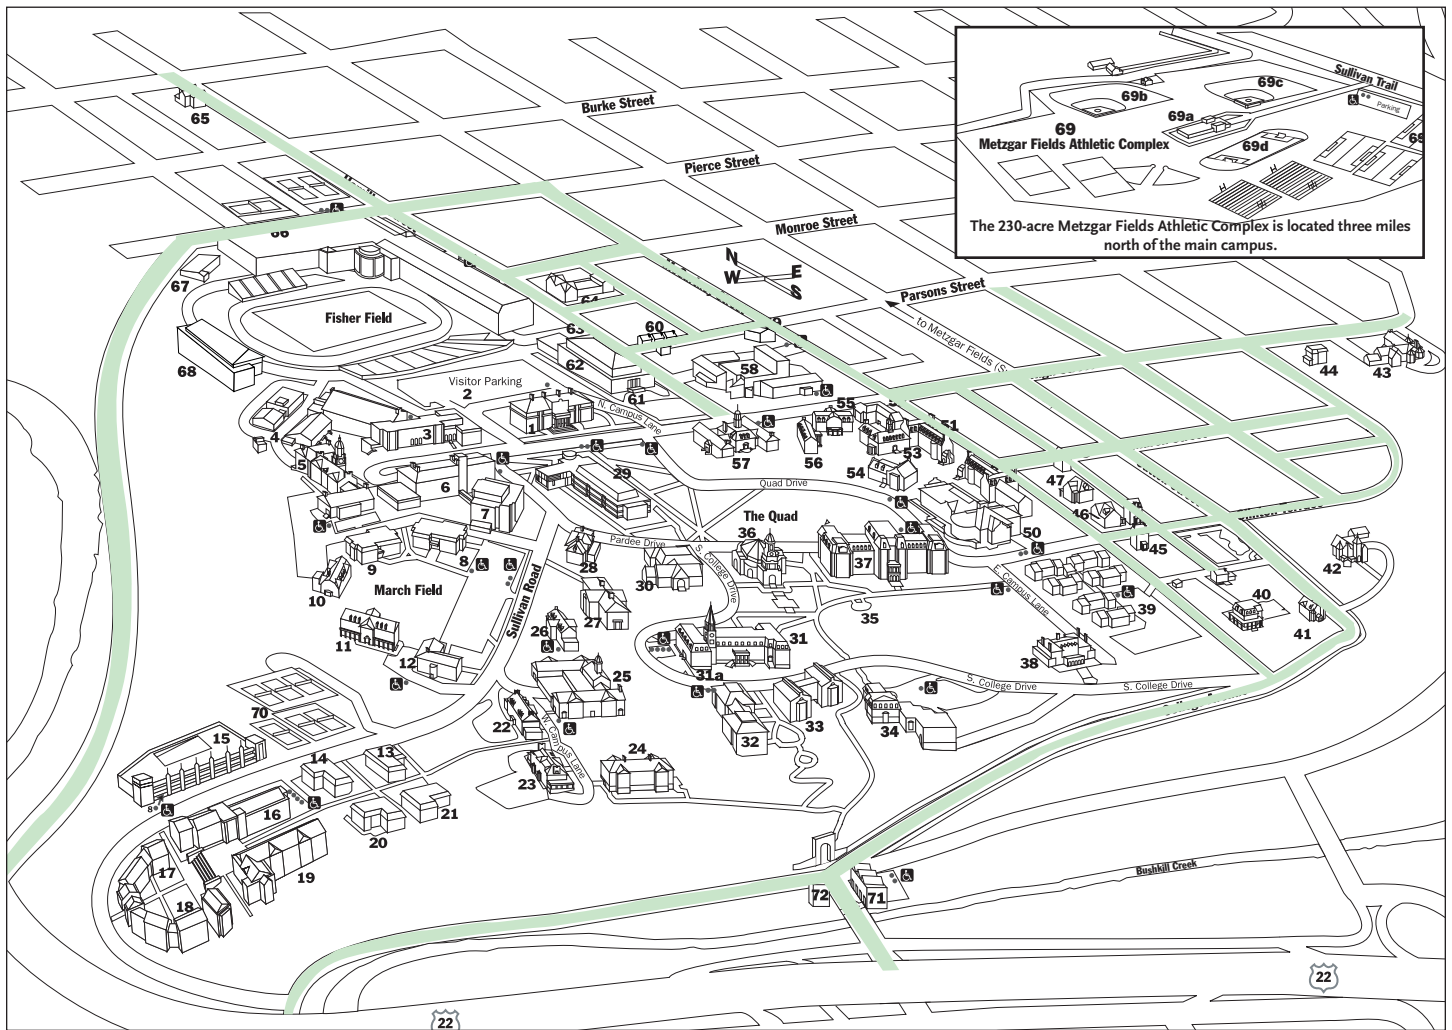 Burke Street
Pierce Street
Monroe Street
Parsons Street
to Metzgar Fields (S
N
W
E
S
Sullivan Trail
Parking
69
Metzgar Fields Athletic Complex
69a
69b
69c
69d
The 230-acre Metzgar Fields Athletic Complex is located three miles
north of the main campus.
65
67
68
Fisher Field
Visitor Parking
2
N. Campus Lane
60
62
61
58
1
3
4
5
6
7
8
9
10
11
12
March Field
Sullivan Road
29
57
56
55
54
53
51
50
47
46
45
44
43
42
41
40
39
38
Quad Drive
The Quad
Pardee Drive
S. College Drive
E. Campus Lane
36
37
35
28
30
27
26
25
31
31a
32
33
34
S. College Drive
S. College Drive
W. Campus Lane
22
23
24
70
15
14
13
16
21
20
19
17
18
8
72
71
Bushkill Creek
22
22